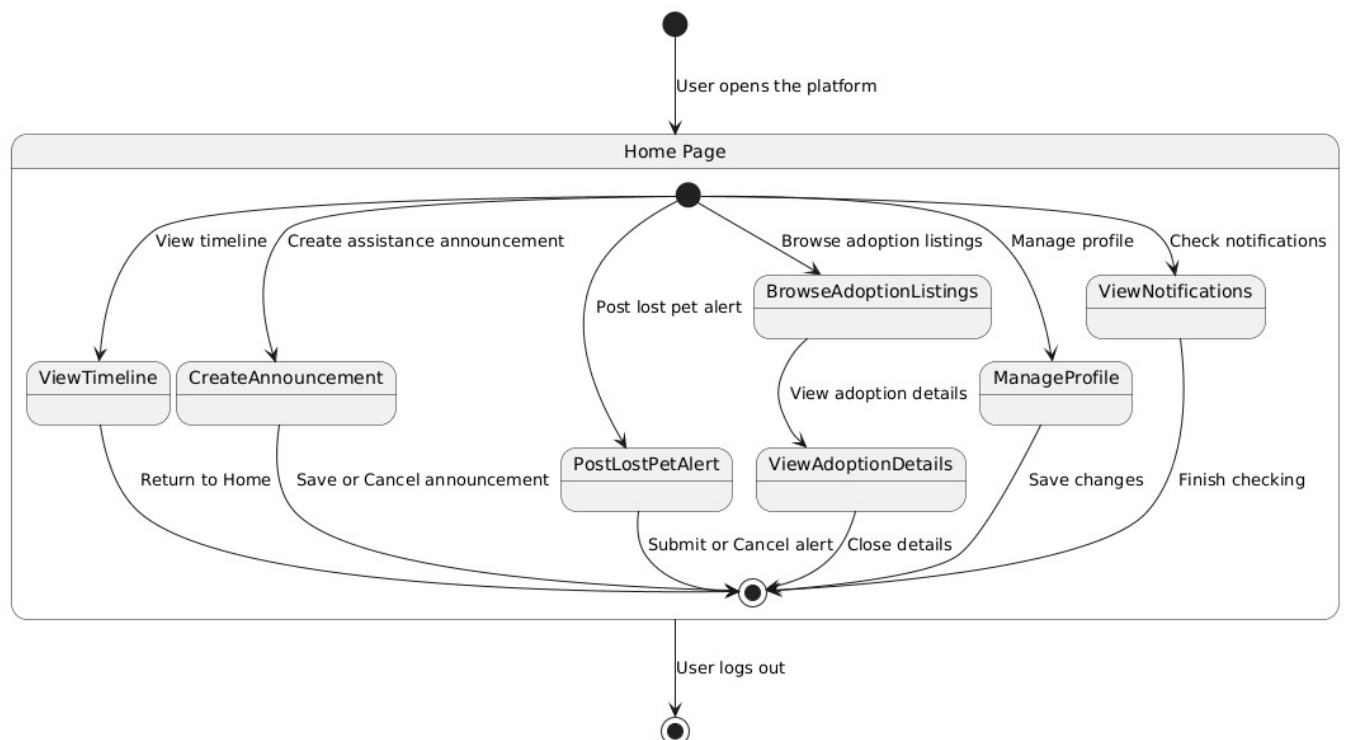 User opens the platform
Home Page
View timeline
Create assistance announcement
Browse adoption listings
Manage profile
Check notifications
BrowseAdoptionListings
ViewNotifications
Post lost pet alert
ViewTimeline
CreateAnnouncement
ManageProfile
View adoption details
PostLostPetAlert
ViewAdoptionDetails
Return to Home
Save or Cancel announcement
Save changes
Finish checking
Submit or Cancel alert
Close details
User logs out